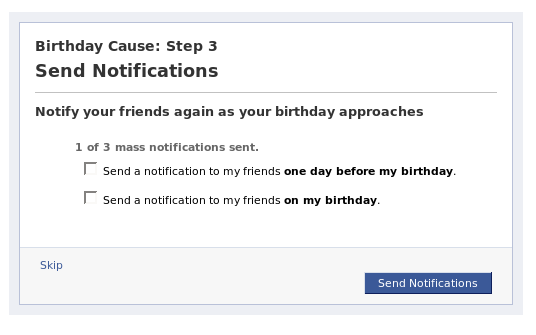 Birthday Cause: Step 3
Send Notifications
Notify your friends again as your birthday approaches
1 of 3 mass notifications sent.
Send a notification to my friends one day before my birthday.
Send a notification to my friends on my birthday.
Skip
Send Notifications